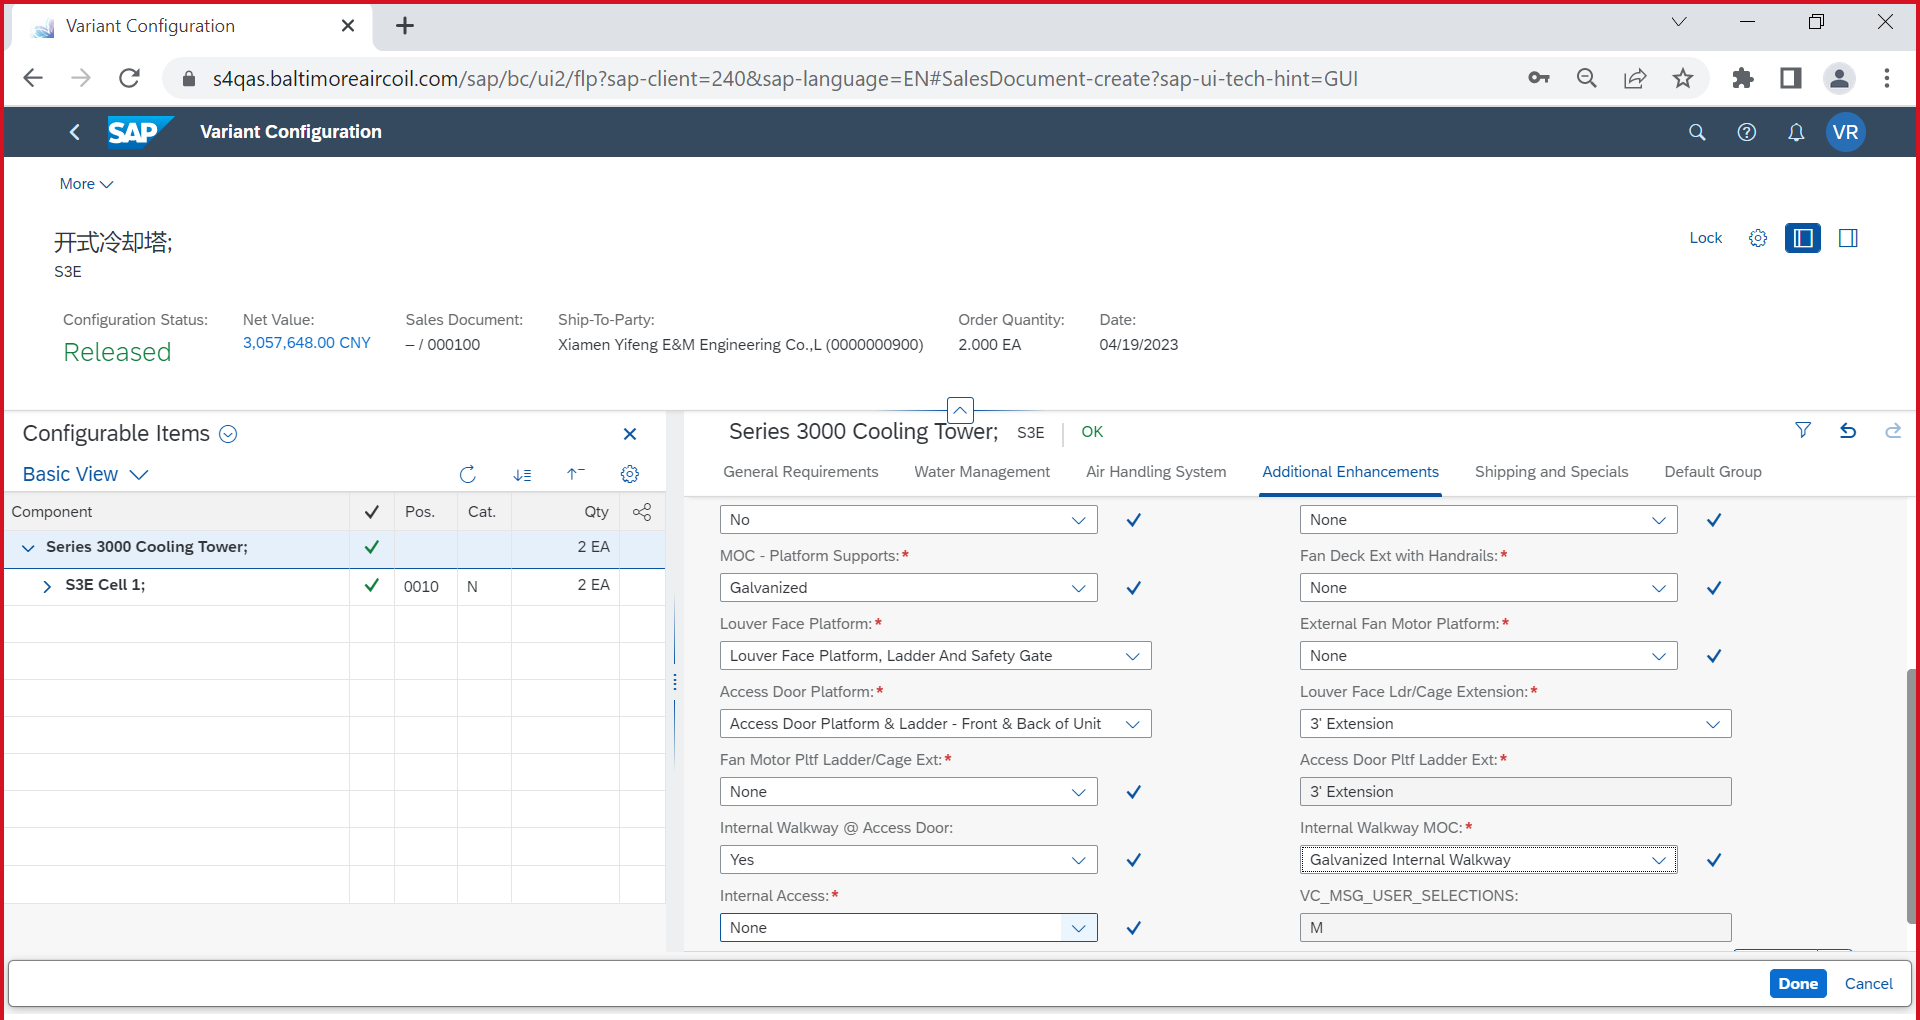 Variant Configuration
s4qas.baltimoreaircoil.com/sap/bc/ui2/flp?sap-client=240&sap-language=EN#SalesDocument-create?sap-ui-tech-hint=GUI
SAP
Variant Configuration
VR
More
开式冷却塔;
S3E
Lock
Configuration Status:
Net Value:
Sales Document:
Ship-To-Party:
Order Quantity:
Date:
Released
3,057,648.00 CNY
– / 000100
Xiamen Yifeng E&M Engineering Co.,L (0000000900)
2.000 EA
04/19/2023
Configurable Items
Basic View
Component
Pos.
Cat.
Qty
Series 3000 Cooling Tower;
2 EA
S3E Cell 1;
0010
N
2 EA
Series 3000 Cooling Tower;
S3E
OK
General Requirements
Water Management
Air Handling System
Additional Enhancements
Shipping and Specials
Default Group
No
None
MOC - Platform Supports:*
Fan Deck Ext with Handrails:*
Galvanized
None
Louver Face Platform:*
External Fan Motor Platform:*
Louver Face Platform, Ladder And Safety Gate
None
Access Door Platform:*
Louver Face Ldr/Cage Extension:*
Access Door Platform & Ladder - Front & Back of Unit
3' Extension
Fan Motor Pltf Ladder/Cage Ext:*
Access Door Pltf Ladder Ext:*
None
3' Extension
Internal Walkway @ Access Door:
Internal Walkway MOC:*
Yes
Galvanized Internal Walkway
Internal Access:*
VC_MSG_USER_SELECTIONS:
None
M
Done
Cancel